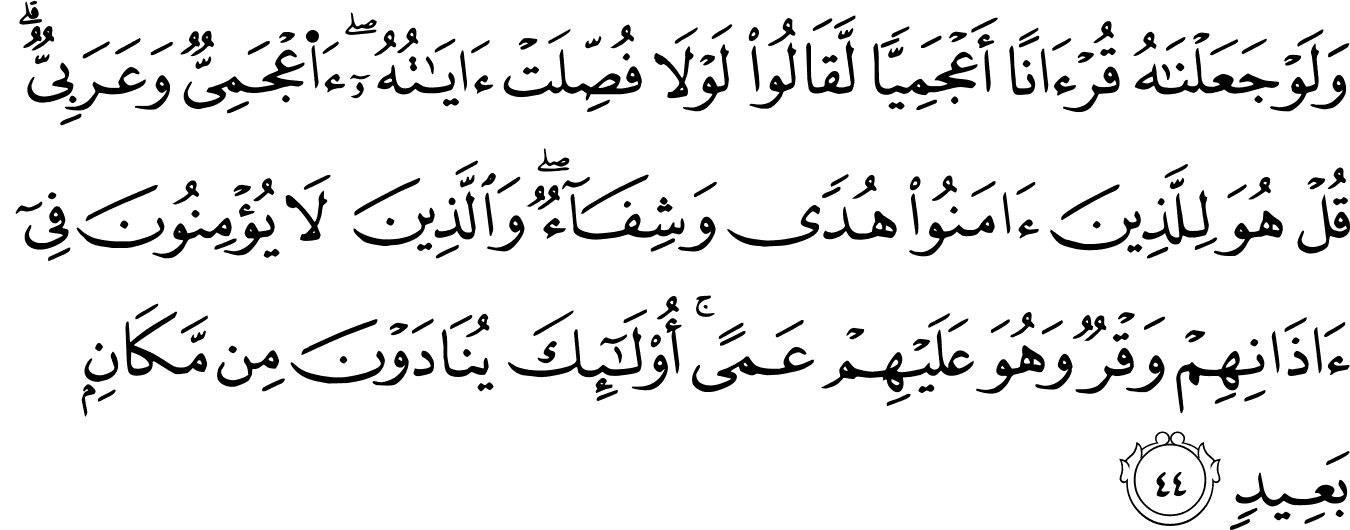 وَلَوْ جَعَلْنَٰهُ قُرْءَانًا أَعْجَمِيًّا لَّقَالُوا۟ لَوْلَا فُصِّلَتْ ءَايَٰتُهُۥٓ ۖ ءَا۬عْجَمِىٌّ وَعَرَبِىٌّ ۗ
قُلْ هُوَ لِلَّذِينَ ءَامَنُوا۟ هُدًى وَشِفَآءٌ ۖ وَٱلَّذِينَ لَا يُؤْمِنُونَ فِىٓ
ءَاذَانِهِمْ وَقْرٌ وَهُوَ عَلَيْهِمْ عَمًى ۚ أُو۟لَٰٓئِكَ يُنَادَوْنَ مِن مَّكَانٍۭ
بَعِيدٍ ٤٤